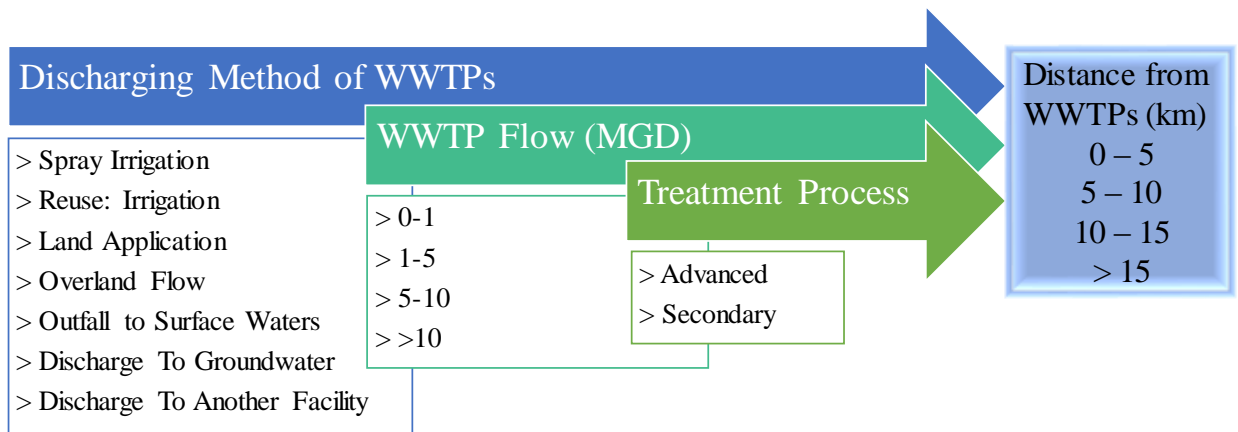 Discharging Method of WWTPs
> Spray Irrigation
> Reuse: Irrigation
> Land Application
> Overland Flow
> Outfall to Surface Waters
> Discharge To Groundwater
> Discharge To Another Facility
WWTP Flow (MGD)
> 0-1
> 1-5
> 5-10
> >10
Treatment Process
> Advanced
> Secondary
Distance from
WWTPs (km)
0 – 5
5 – 10
10 – 15
> 15